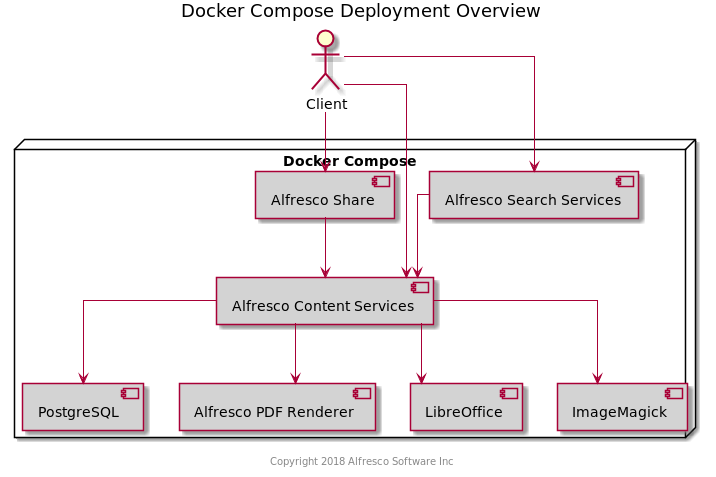 Docker Compose Deployment Overview
Client
Docker Compose
Alfresco Share
Alfresco Search Services
Alfresco Content Services
PostgreSQL
Alfresco PDF Renderer
LibreOffice
ImageMagick
Copyright 2018 Alfresco Software Inc